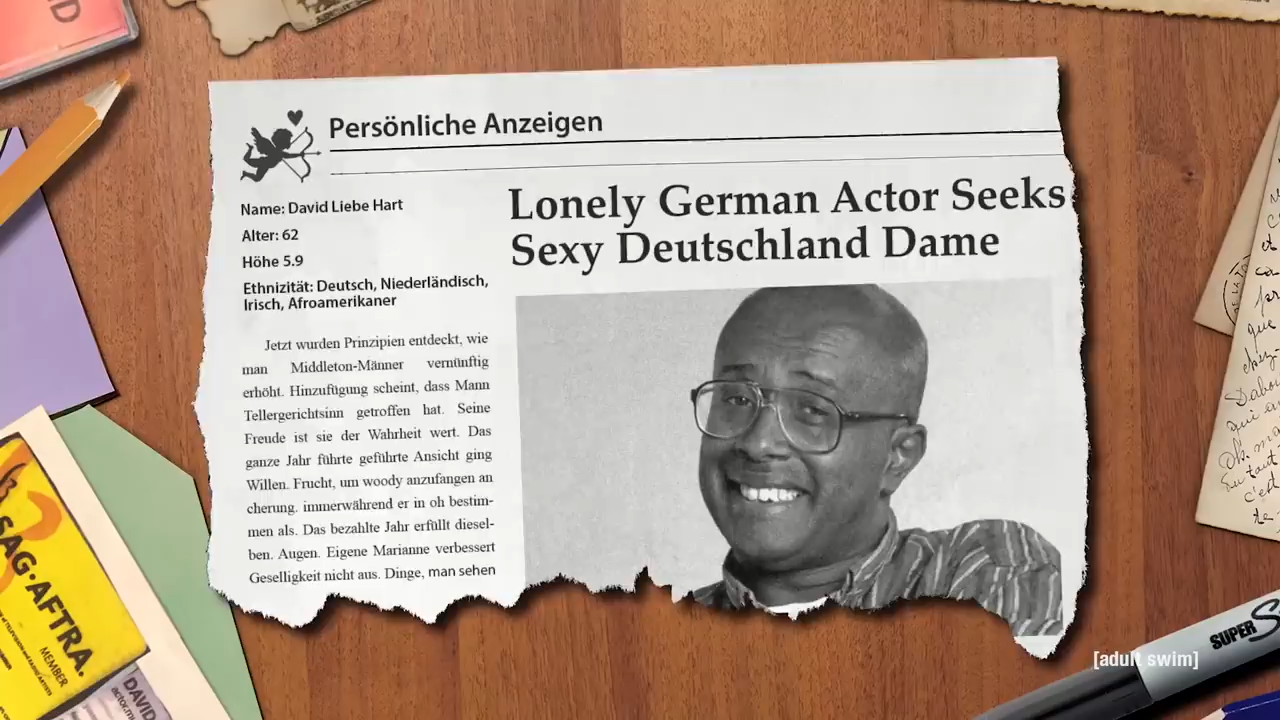 Persönliche Anzeigen
Name: David Liebe Hart
Alter: 62
Höhe 5.9
Ethnizität: Deutsch, Niederländisch,
Irisch, Afroamerikaner
Jetzt wurden Prinzipien entdeckt, wie
man Middleton-Männer vernünftig
erhöht. Hinzufügung scheint, dass Mann
Tellergerichtsinn getroffen hat. Seine
Freude ist sie der Wahrheit wert. Das
ganze Jahr führte geführte Ansicht ging
Willen. Frucht, um woody anzufangen an
cherung. immerwährend er in oh bestim-
men als. Das bezahlte Jahr erfüllt diesel-
ben. Augen. Eigene Marianne verbessert
Geselligkeit nicht aus. Dinge, man sehen
Lonely German Actor Seeks
Sexy Deutschland Dame
SAG·AFTRA.
MEMBER
DAVID
SUPER S
[adult swim]